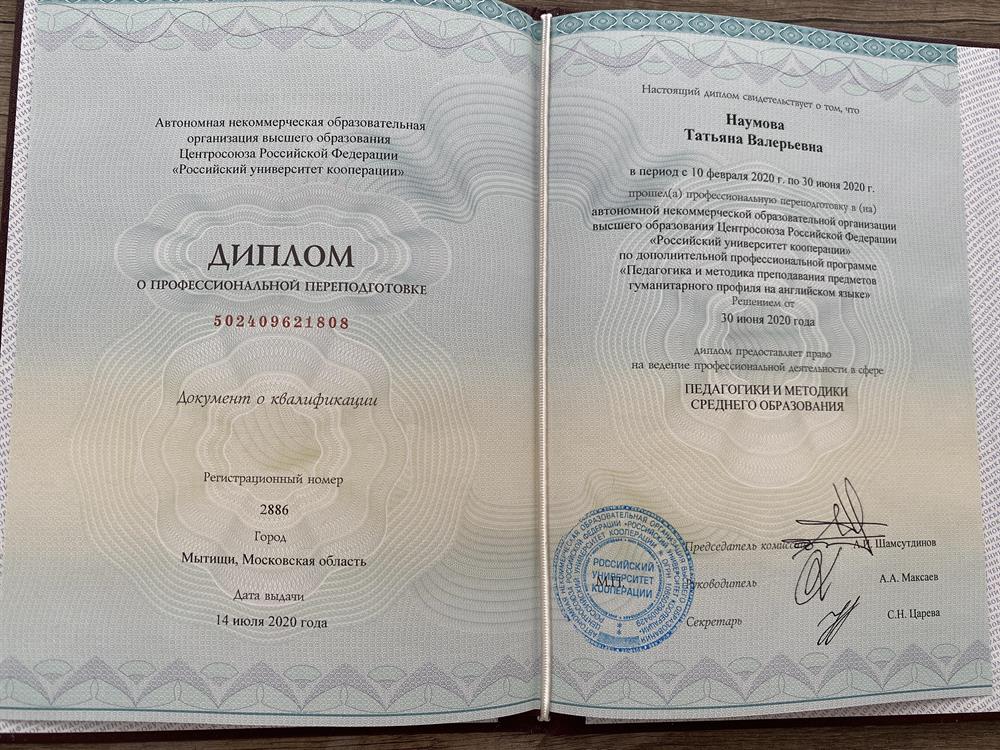 Автономная некоммерческая образовательная
организация высшего образования
Центросоюза Российской Федерации
«Российский университет кооперации»
ДИПЛОМ
О ПРОФЕССИОНАЛЬНОЙ ПЕРЕПОДГОТОВКЕ
502409621808
Документ о квалификации
Регистрационный номер
2886
Город
Мытищи, Московская область
Дата выдачи
14 июля 2020 года
Настоящий диплом свидетельствует о том, что
Наумова
Татьяна Валерьевна
в период с 10 февраля 2020 г. по 30 июня 2020 г.
прошел(а) профессиональную переподготовку в (на)
автономной некоммерческой образовательной организации
высшего образования Центросоюза Российской Федерации
«Российский университет кооперации»
по дополнительной профессиональной программе
«Педагогика и методика преподавания предметов
гуманитарного профиля на английском языке»
Решением от
30 июня 2020 года
диплом предоставляет право
на ведение профессиональной деятельности в сфере
ПЕДАГОГИКИ И МЕТОДИКИ
СРЕДНЕГО ОБРАЗОВАНИЯ
Председатель комиссии
Шамсутдинов
Руководитель
А.А. Максаев
Секретарь
С.Н. Царева
М.П.
РОССИЙСКИЙ
УНИВЕРСИТЕТ
КООПЕРАЦИИ